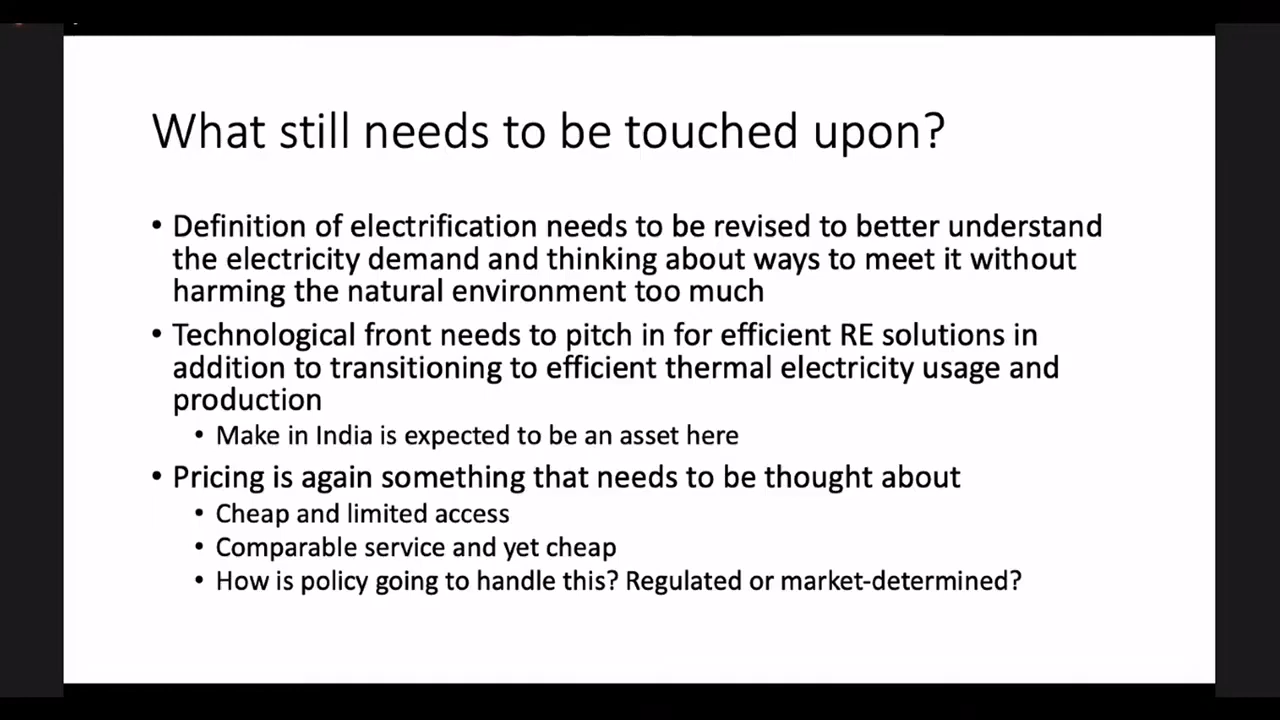 What still needs to be touched upon?
• Definition of electrification needs to be revised to better understand
the electricity demand and thinking about ways to meet it without
harming the natural environment too much
• Technological front needs to pitch in for efficient RE solutions in
addition to transitioning to efficient thermal electricity usage and
production
• Make in India is expected to be an asset here
• Pricing is again something that needs to be thought about
• Cheap and limited access
• Comparable service and yet cheap
• How is policy going to handle this? Regulated or market-determined?